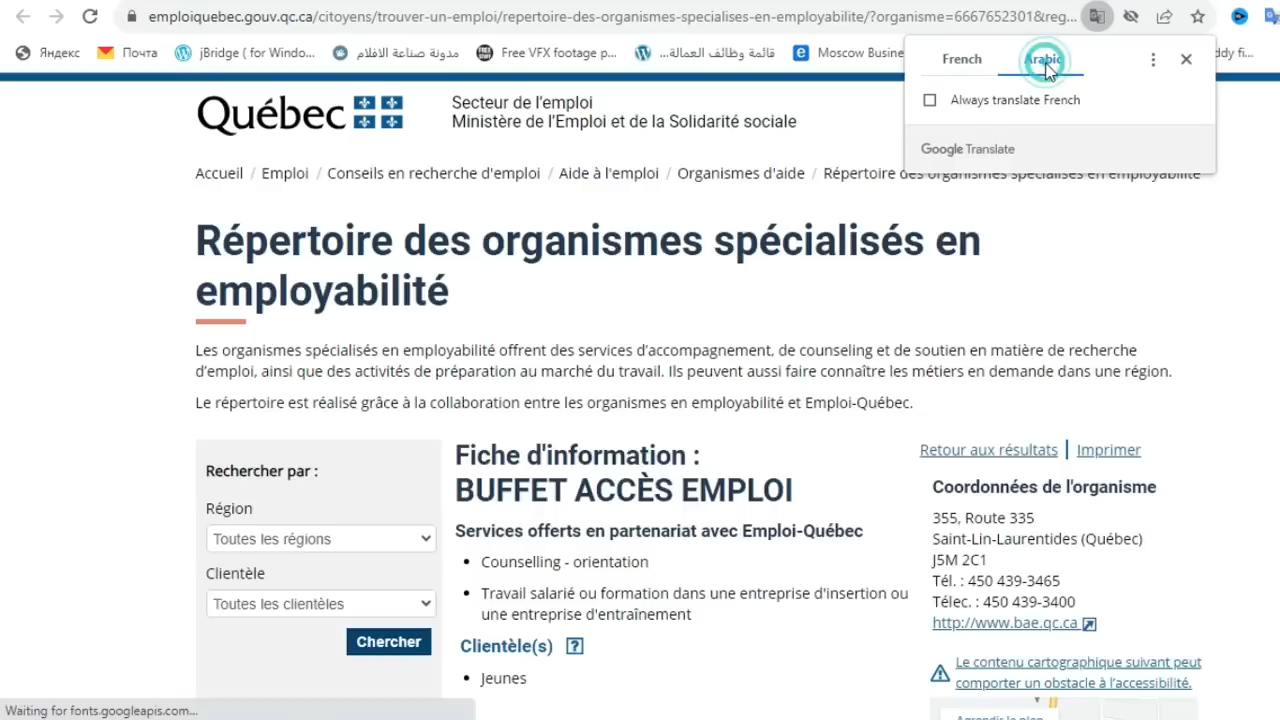 emploiquebec.gouv.qc.ca/citoyens/trouver-un-emploi/repertoire-des-organismes-specialises-en-employabilite/?organisme=6667652301&reg...
Яндекс Почта jBridge ( for Windo... مدونة صناعة الافلام Free VFX footage p... قائمة وظائف العمالة... Moscow Busine
French Arabic
Always translate French
Google Translate
Québec
Secteur de l'emploi
Ministère de l'Emploi et de la Solidarité sociale
Accueil / Emploi / Conseils en recherche d'emploi / Aide à l'emploi / Organismes d'aide / Répertoire des organismes spécialisés en employabilité
Répertoire des organismes spécialisés en
employabilité
Les organismes spécialisés en employabilité offrent des services d'accompagnement, de counseling et de soutien en matière de recherche
d'emploi, ainsi que des activités de préparation au marché du travail. Ils peuvent aussi faire connaître les métiers en demande dans une région.
Le répertoire est réalisé grâce à la collaboration entre les organismes en employabilité et Emploi-Québec.
Rechercher par :
Région
Toutes les régions
Clientèle
Toutes les clientèles
Chercher
Fiche d'information :
BUFFET ACCÈS EMPLOI
Services offerts en partenariat avec Emploi-Québec
• Counselling - orientation
• Travail salarié ou formation dans une entreprise d'insertion ou
une entreprise d'entraînement
Clientèle(s) ?
• Jeunes
Retour aux résultats | Imprimer
Coordonnées de l'organisme
355, Route 335
Saint-Lin-Laurentides (Québec)
J5M 2C1
Tél. : 450 439-3465
Téléc. : 450 439-3400
http://www.bae.qc.ca
Le contenu cartographique suivant peut
comporter un obstacle à l'accessibilité.
Agrandir le plan
Waiting for fonts.googleapis.com...